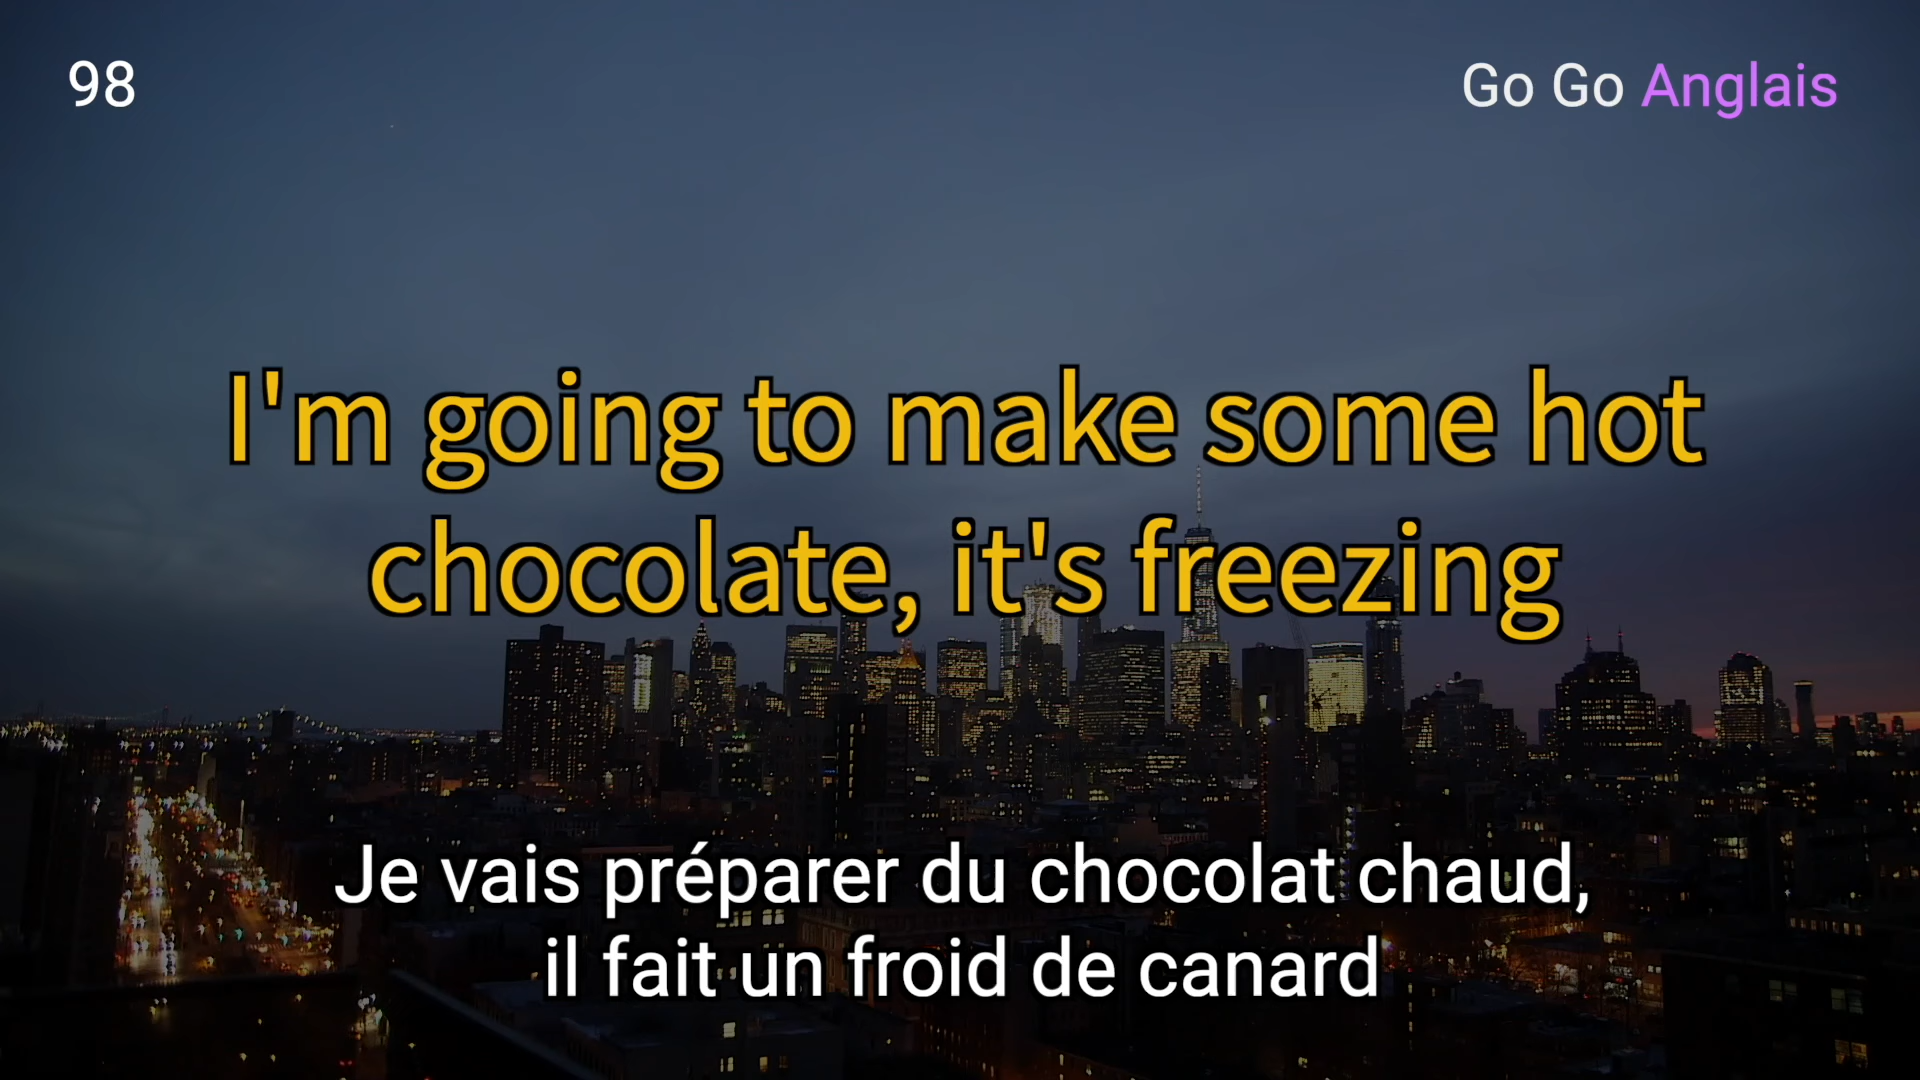 98
Go Go Anglais
I'm going to make some hot
chocolate, it's freezing
Je vais préparer du chocolat chaud,
il fait un froid de canard